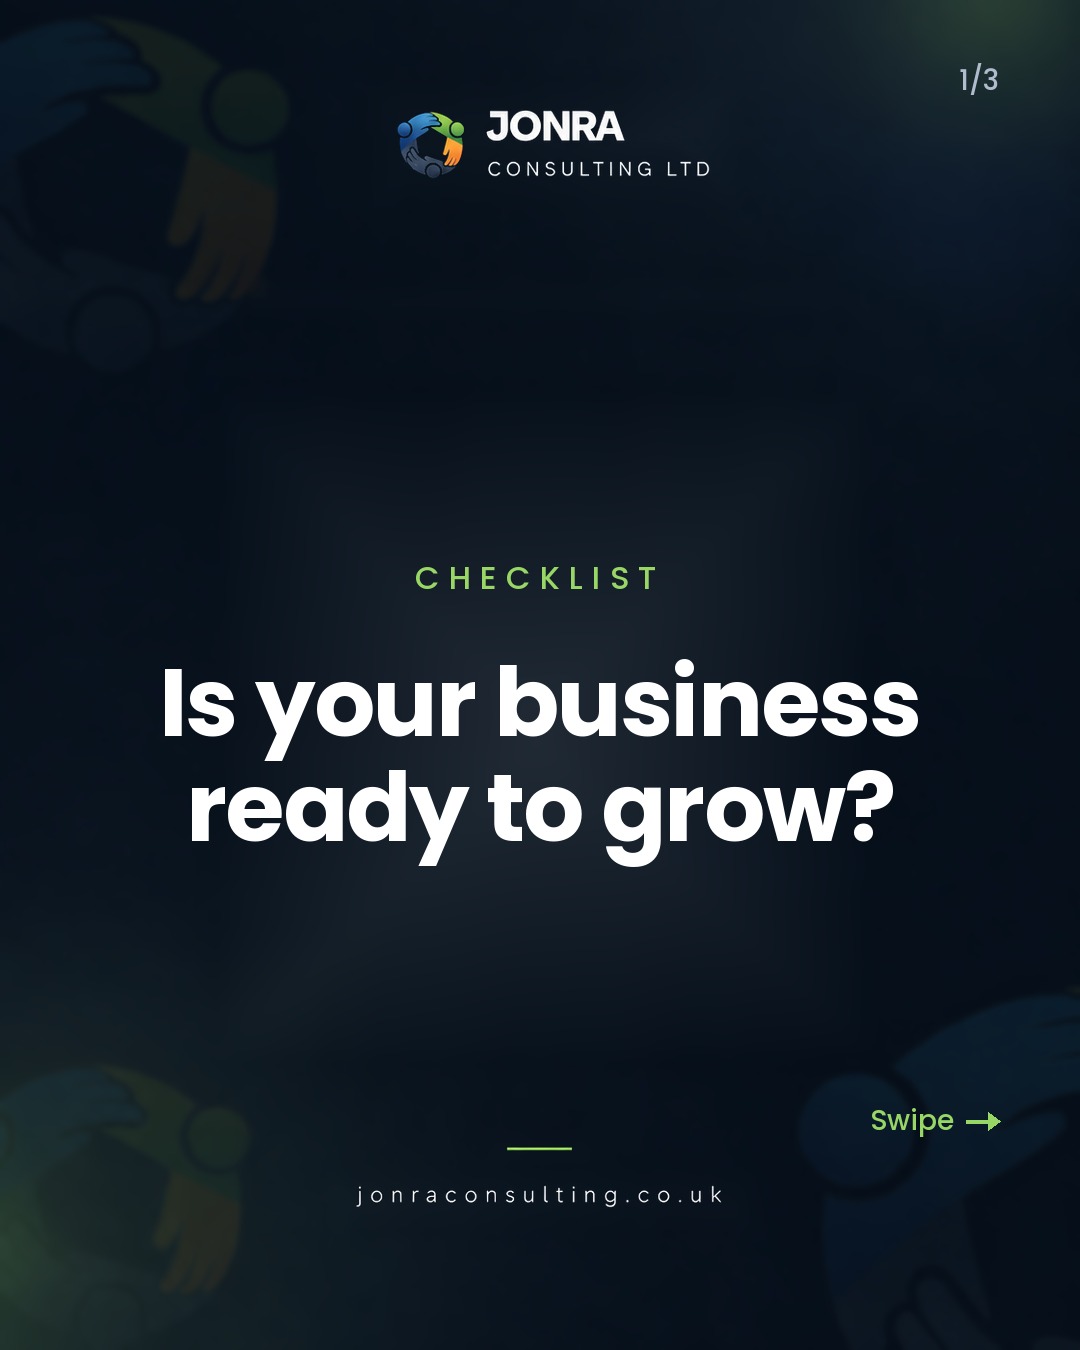 1/3
JONRA
CONSULTING LTD
CHECKLIST
Is your business
ready to grow?
Swipe →
jonraconsulting.co.uk